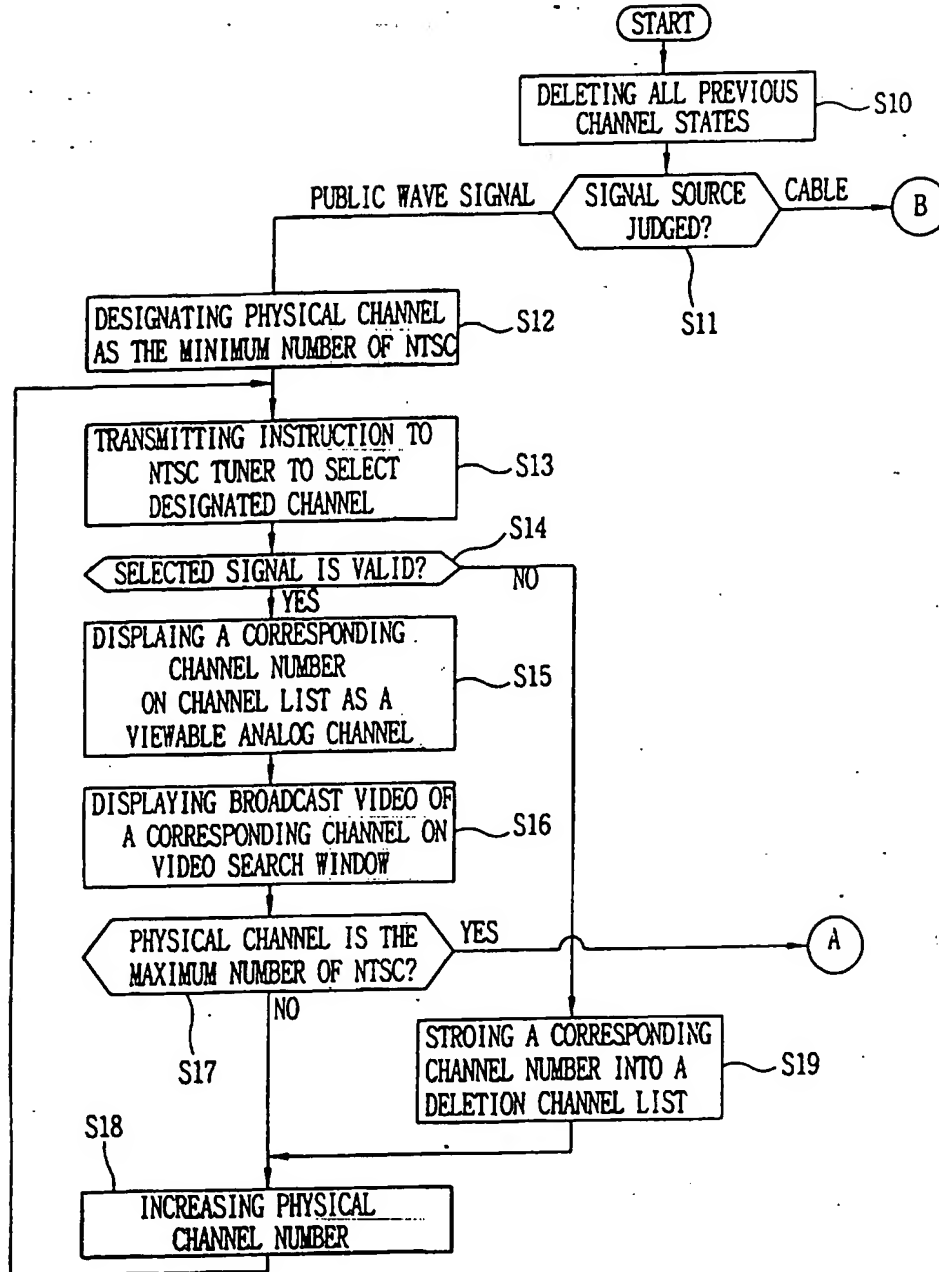 START
DELETING ALL PREVIOUS
CHANNEL STATES
S10
PUBLIC WAVE SIGNAL
SIGNAL SOURCE
JUDGED?
CABLE
B
S11
DESIGNATING PHYSICAL CHANNEL
AS THE MINIMUM NUMBER OF NTSC
S12
TRANSMITTING INSTRUCTION TO
NTSC TUNER TO SELECT
DESIGNATED CHANNEL
S13
S14
SELECTED SIGNAL IS VALID?
NO
YES
DISPLAING A CORRESPONDING
CHANNEL NUMBER
ON CHANNEL LIST AS A
VIEWABLE ANALOG CHANNEL
S15
DISPLAYING BROADCAST VIDEO OF
A CORRESPONDING CHANNEL ON
VIDEO SEARCH WINDOW
S16
PHYSICAL CHANNEL IS THE
MAXIMUM NUMBER OF NTSC?
YES
A
NO
S17
STROING A CORRESPONDING
CHANNEL NUMBER INTO A
DELETION CHANNEL LIST
S19
S18
INCREASING PHYSICAL
CHANNEL NUMBER